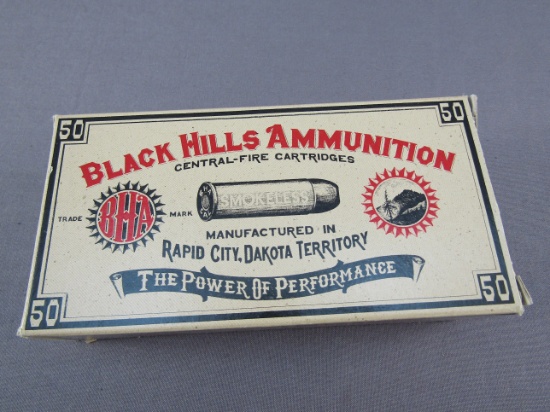 50
50
BLACK HILLS AMMUNITION
CENTRAL-FIRE CARTRIDGES
SMOKELESS
TRADE BHA MARK
MANUFACTURED IN
RAPID CITY, DAKOTA TERRITORY
THE POWER OF PERFORMANCE
50
50